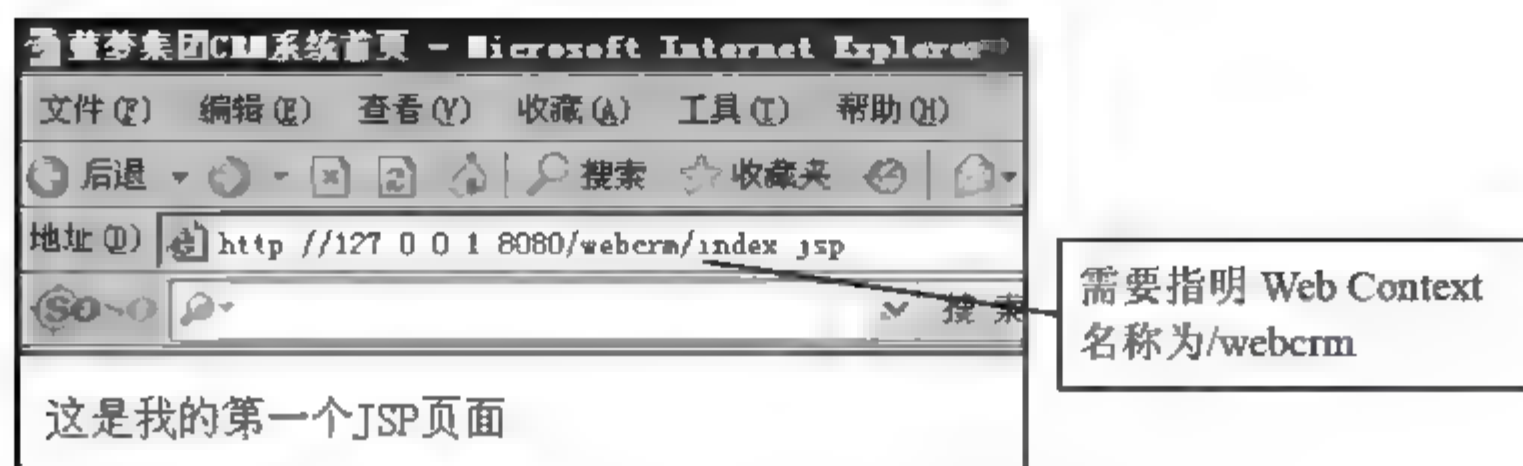 蓝梦集团CRM系统首页 - Microsoft Internet Explorer
文件(F) 编辑(E) 查看(V) 收藏(A) 工具(T) 帮助(H)
后退 搜索 收藏夹
地址(D) http //127 0 0 1 8080/webcrm/index jsp
搜索
这是我的第一个JSP页面
需要指明 Web Context
名称为/webcrm